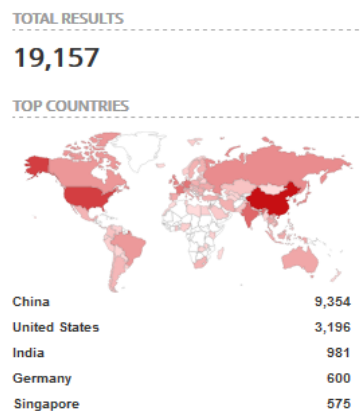 TOTAL RESULTS
19,157
TOP COUNTRIES
China 9,354
United States 3,196
India 981
Germany 600
Singapore 575